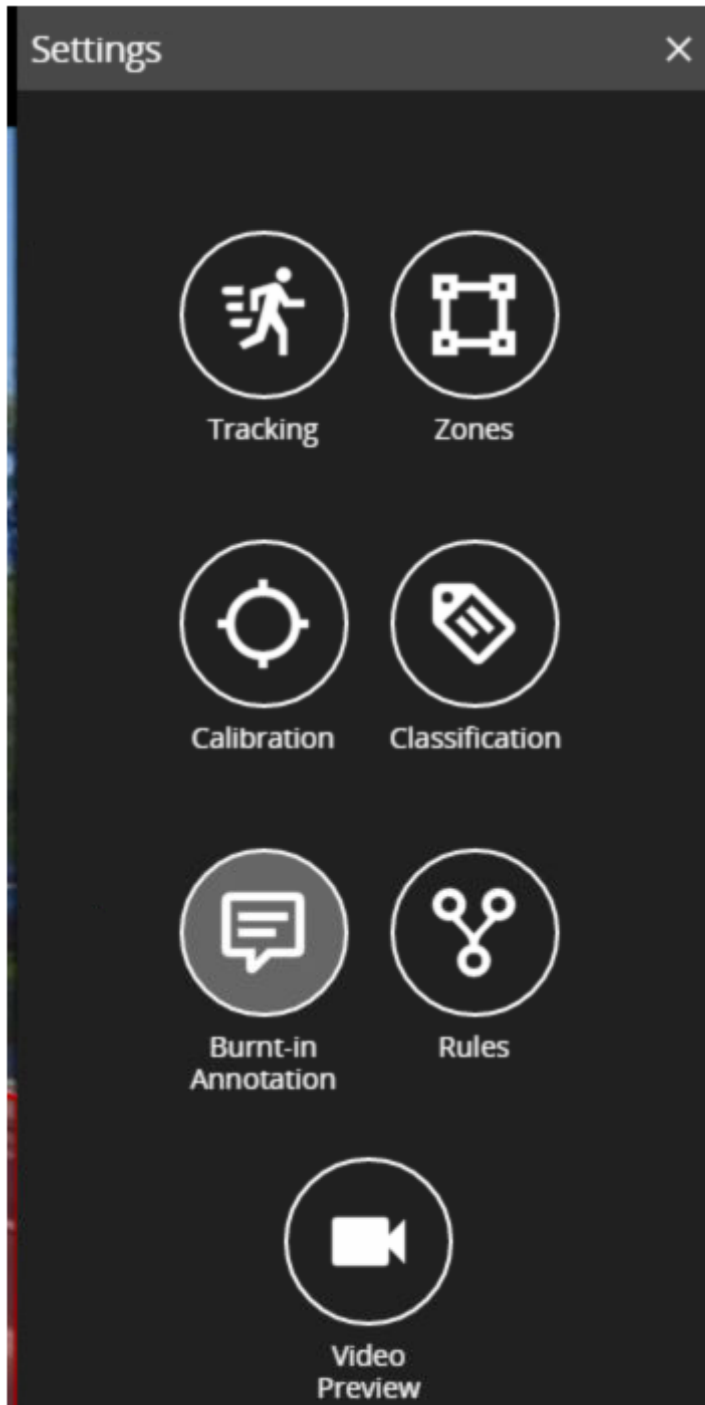 Settings
Tracking
Zones
Calibration
Classification
Burnt-in
Annotation
Rules
Video
Preview